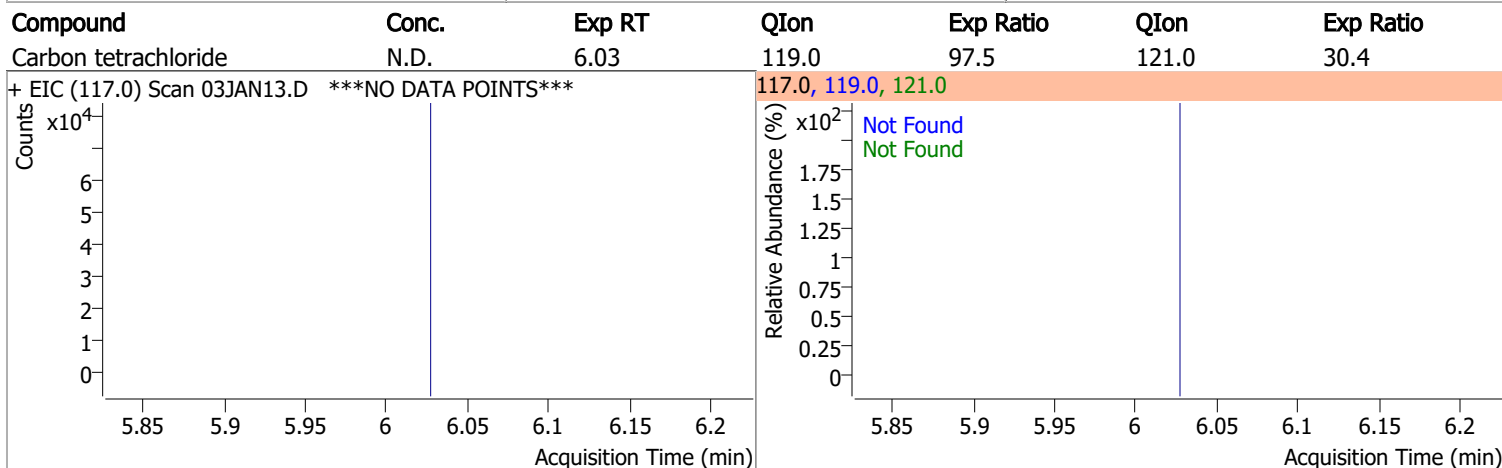 Compound Conc. Exp RT QIon Exp Ratio QIon Exp Ratio
Carbon tetrachloride N.D. 6.03 119.0 97.5 121.0 30.4
+ EIC (117.0) Scan 03JAN13.D ***NO DATA POINTS***
Counts
x10^4
6
5
4
3
2
1
0
5.85 5.9 5.95 6 6.05 6.1 6.15 6.2
Acquisition Time (min)
117.0, 119.0, 121.0
Relative Abundance (%)
x10^2
Not Found
Not Found
1.75
1.5
1.25
1
0.75
0.5
0.25
0
5.85 5.9 5.95 6 6.05 6.1 6.15 6.2
Acquisition Time (min)